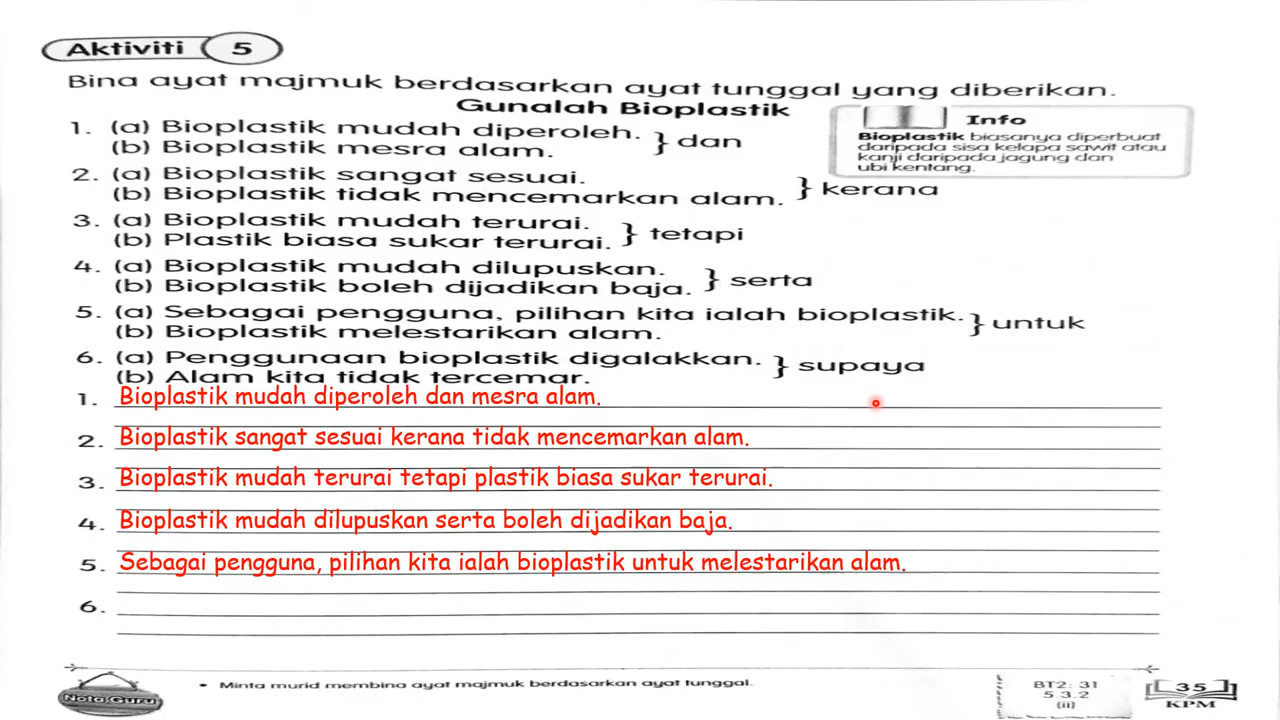 Aktiviti 5
Bina ayat majmuk berdasarkan ayat tunggal yang diberikan.
Gunalah Bioplastik
Info
Bioplastik biasanya diperbuat
daripada sisa kelapa sawit atau
kanji daripada jagung dan
ubi kentang.
1. (a) Bioplastik mudah diperoleh.
(b) Bioplastik mesra alam.
} dan
2. (a) Bioplastik sangat sesuai.
(b) Bioplastik tidak mencemarkan alam.
} kerana
3. (a) Bioplastik mudah terurai.
(b) Plastik biasa sukar terurai.
} tetapi
4. (a) Bioplastik mudah dilupuskan.
(b) Bioplastik boleh dijadikan baja.
} serta
5. (a) Sebagai pengguna, pilihan kita ialah bioplastik.
(b) Bioplastik melestarikan alam.
} untuk
6. (a) Penggunaan bioplastik digalakkan.
(b) Alam kita tidak tercemar.
} supaya
1. Bioplastik mudah diperoleh dan mesra alam.
2. Bioplastik sangat sesuai kerana tidak mencemarkan alam.
3. Bioplastik mudah terurai tetapi plastik biasa sukar terurai.
4. Bioplastik mudah dilupuskan serta boleh dijadikan baja.
5. Sebagai pengguna, pilihan kita ialah bioplastik untuk melestarikan alam.
6.
Nota Guru
• Minta murid membina ayat majmuk berdasarkan ayat tunggal.
BT2: 31
5.3.2
(ii)
35
KPM